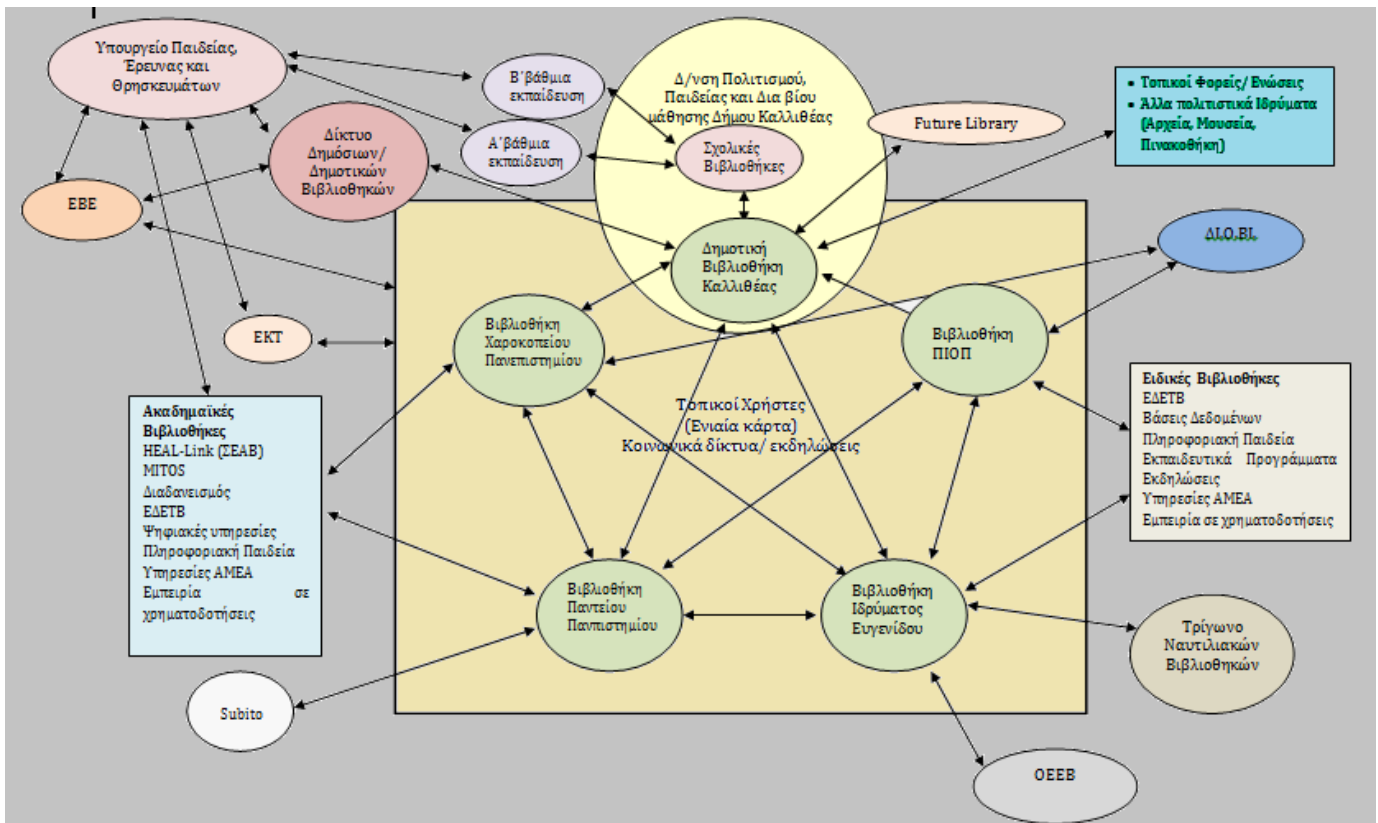 Υπουργείο Παιδείας,
Έρευνας και
Θρησκευμάτων
Β΄βάθμια
εκπαίδευση
Α΄βάθμια
εκπαίδευση
Δ/νση Πολιτισμού,
Παιδείας και Δια βίου
μάθησης Δήμου Καλλιθέας
Σχολικές
Βιβλιοθήκες
Future Library
• Τοπικοί Φορείς/ Ενώσεις
• Άλλα πολιτιστικά Ιδρύματα
(Αρχεία, Μουσεία,
Πινακοθήκη)
Δίκτυο
Δημόσιων/
Δημοτικών
Βιβλιοθηκών
ΕΒΕ
Δημοτική
Βιβλιοθήκη
Καλλιθέας
ΔΙ.Ο.ΒΙ.
ΕΚΤ
Βιβλιοθήκη
Χαροκοπείου
Πανεπιστημίου
Βιβλιοθήκη
ΠΙΟΠ
Τοπικοί Χρήστες
(Ενιαία κάρτα)
Κοινωνικά δίκτυα/ εκδηλώσεις
Ακαδημαϊκές
Βιβλιοθήκες
HEAL-Link (ΣΕΑΒ)
MITOS
Διαδανεισμός
ΕΔΕΤΒ
Ψηφιακές υπηρεσίες
Πληροφοριακή Παιδεία
Υπηρεσίες ΑΜΕΑ
Εμπειρία σε
χρηματοδοτήσεις
Ειδικές Βιβλιοθήκες
ΕΔΕΤΒ
Βάσεις Δεδομένων
Πληροφοριακή Παιδεία
Εκπαιδευτικά Προγράμματα
Εκδηλώσεις
Υπηρεσίες ΑΜΕΑ
Εμπειρία σε χρηματοδοτήσεις
Βιβλιοθήκη
Παντείου
Πανπιστημίου
Βιβλιοθήκη
Ιδρύματος
Ευγενίδου
Τρίγωνο
Ναυτιλιακών
Βιβλιοθηκών
Subito
ΟΕΕΒ